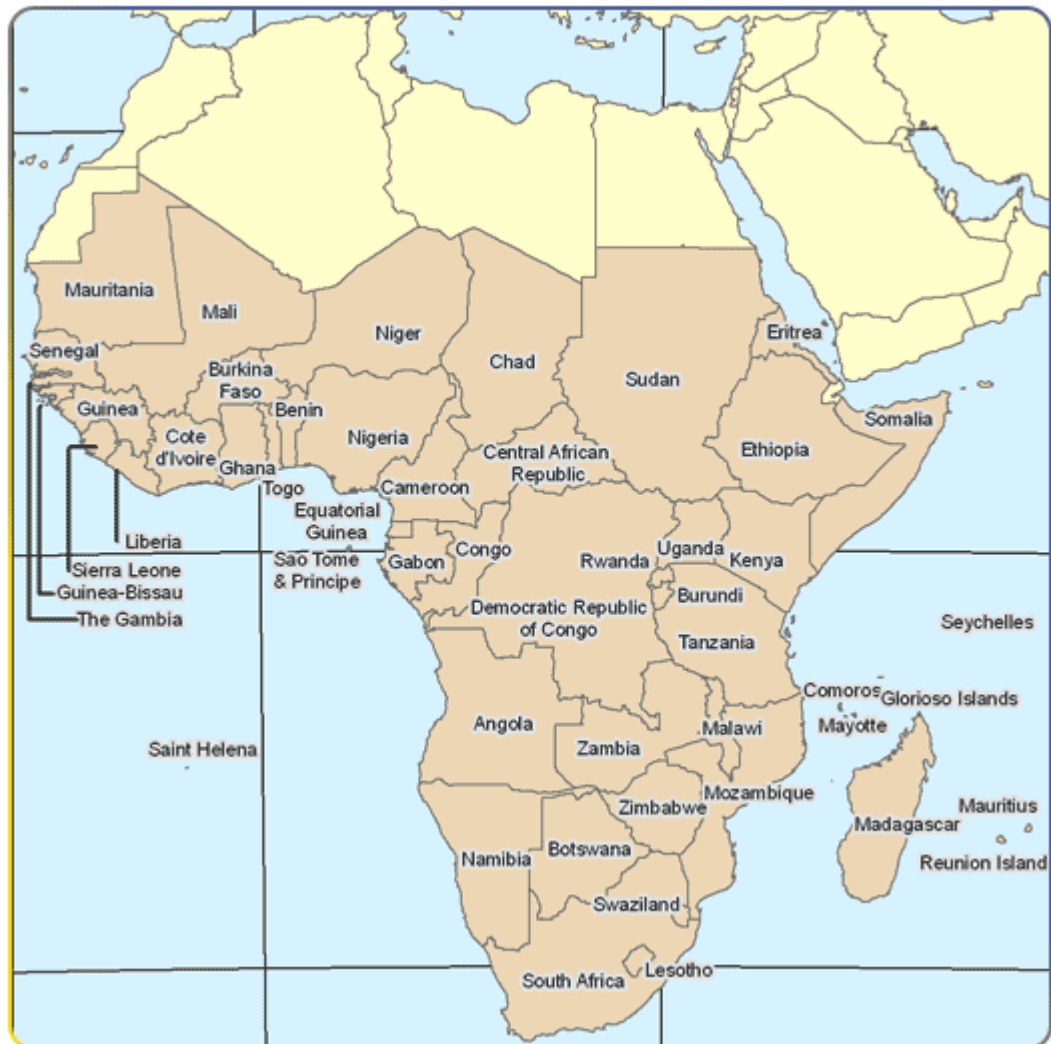 Mauritania
Mali
Niger
Chad
Sudan
Eritrea
Senegal
Burkina
Faso
Guinea
Benin
Cote
d'Ivoire
Ghana
Togo
Nigeria
Cameroon
Central African
Republic
Ethiopia
Somalia
Equatorial
Guinea
Sao Tome
& Principe
Liberia
Sierra Leone
Guinea-Bissau
The Gambia
Gabon
Congo
Rwanda
Uganda
Kenya
Democratic Republic
of Congo
Burundi
Tanzania
Seychelles
Comoros
Glorioso Islands
Mayotte
Angola
Zambia
Malawi
Saint Helena
Mozambique
Zimbabwe
Madagascar
Mauritius
Reunion Island
Namibia
Botswana
Swaziland
South Africa
Lesotho